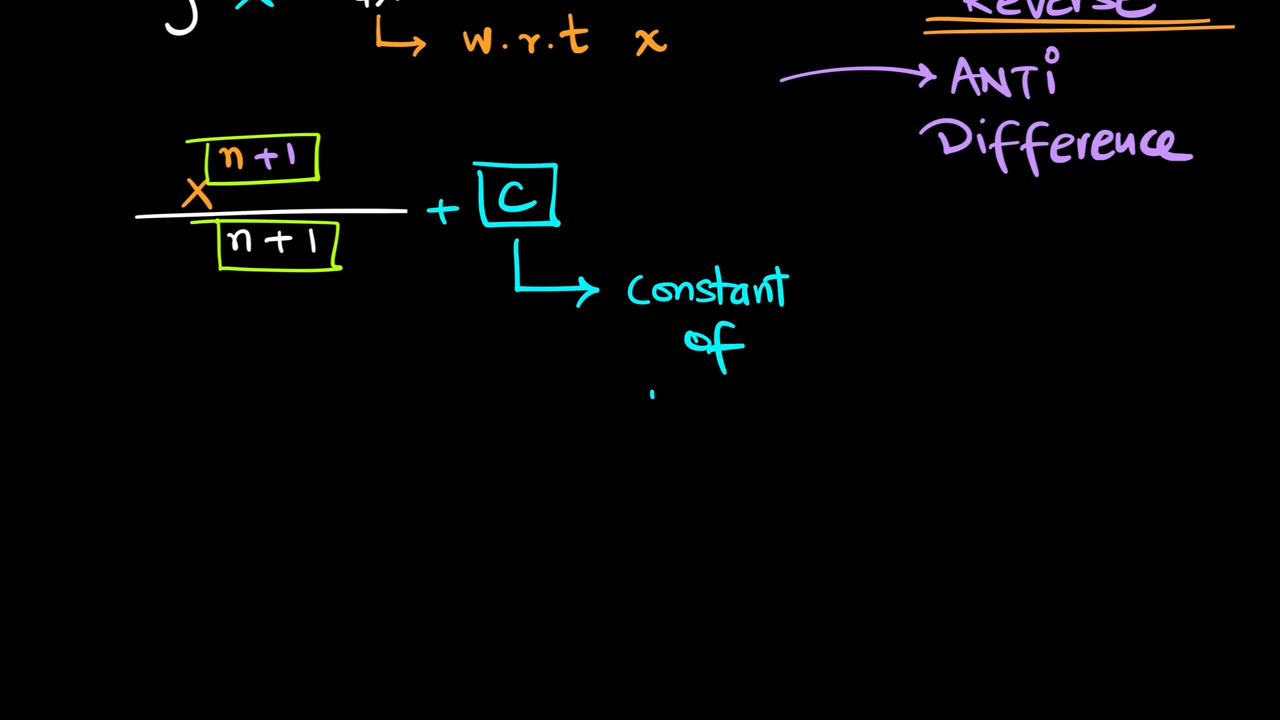 Reverse
w.r.t x
ANTi
Difference
x^{n+1}
n+1
+ C
Constant
of